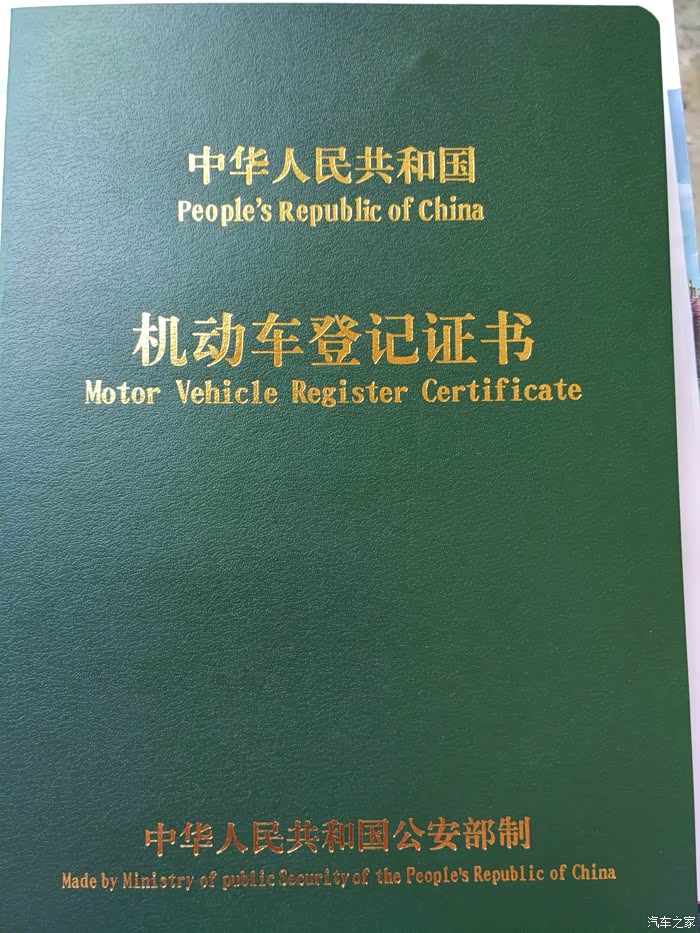 中华人民共和国
People's Republic of China
机动车登记证书
Motor Vehicle Register Certificate
中华人民共和国公安部制
Made by Ministry of public Security of the People's Republic of China
汽车之家